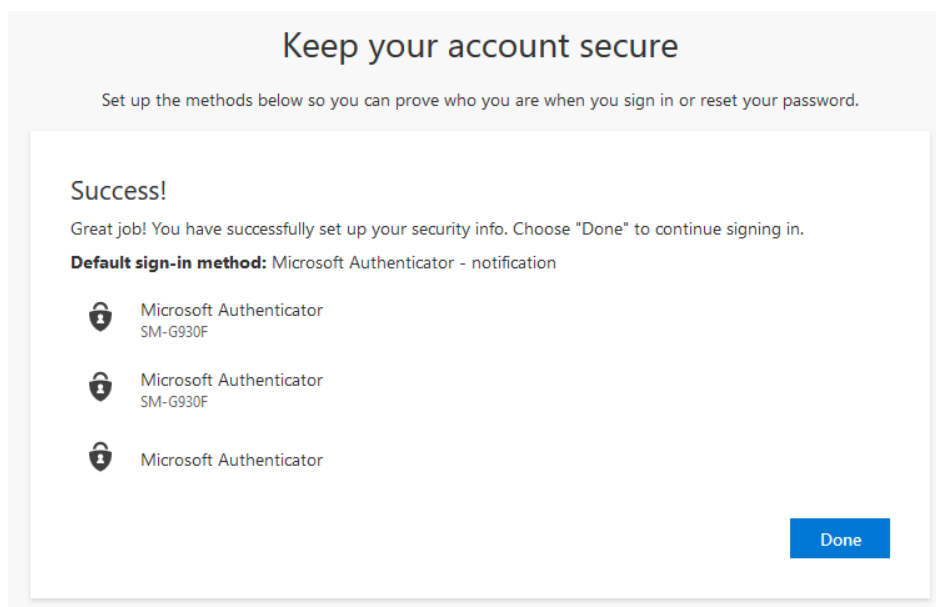 Keep your account secure
Set up the methods below so you can prove who you are when you sign in or reset your password.
Success!
Great job! You have successfully set up your security info. Choose "Done" to continue signing in.
Default sign-in method: Microsoft Authenticator - notification
Microsoft Authenticator
SM-G930F
Microsoft Authenticator
SM-G930F
Microsoft Authenticator
Done